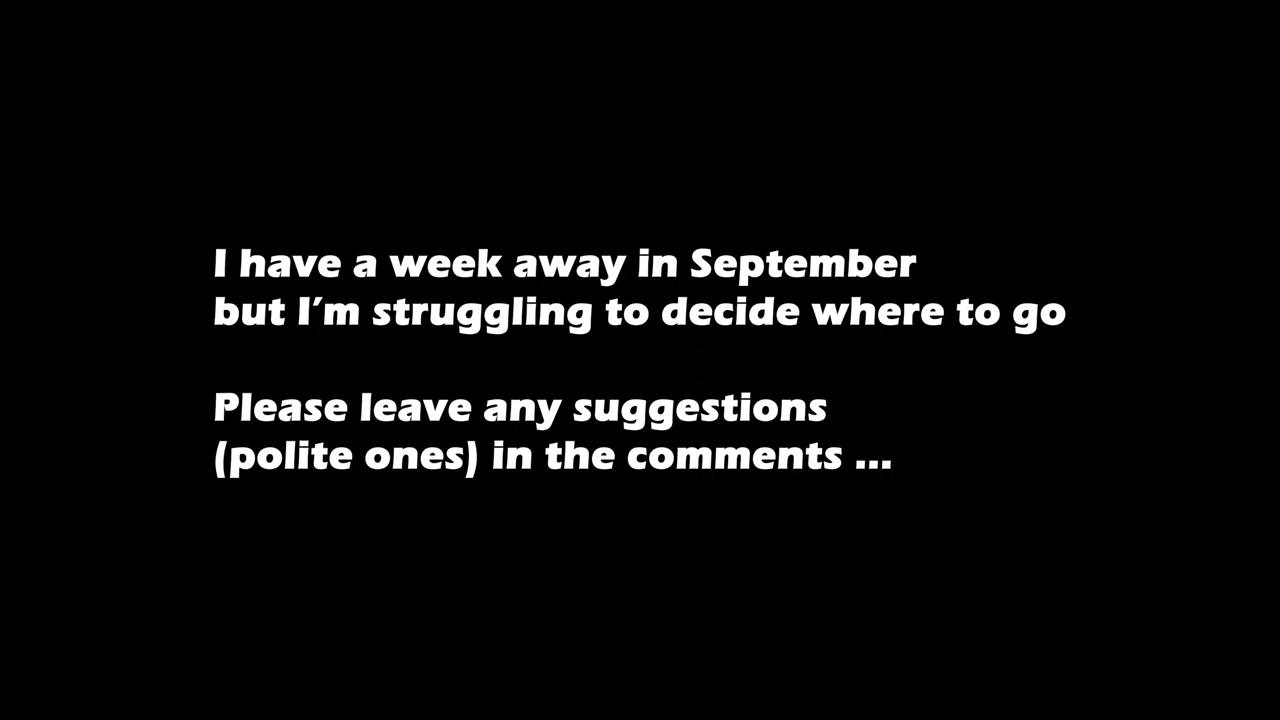 I have a week away in September
but I’m struggling to decide where to go
Please leave any suggestions
(polite ones) in the comments ...